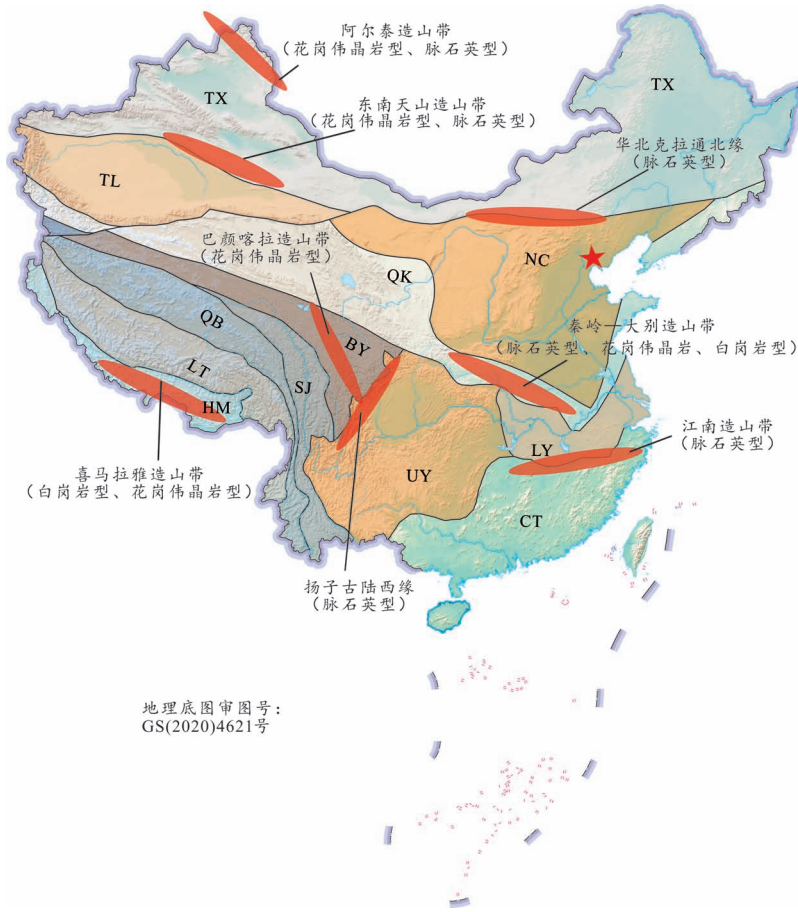 阿尔泰造山带
(花岗伟晶岩型、脉石英型)
TX
TX
东南天山造山带
(花岗伟晶岩型、脉石英型)
华北克拉通北缘
(脉石英型)
TL
巴颜喀拉造山带
(花岗伟晶岩型)
NC
QK
QB
BY
秦岭—大别造山带
(脉石英型、花岗伟晶岩、白岗岩型)
LT
SJ
HM
江南造山带
(脉石英型)
LY
喜马拉雅造山带
(白岗岩型、花岗伟晶岩型)
UY
CT
扬子古陆西缘
(脉石英型)
地理底图审图号:
GS(2020)4621号